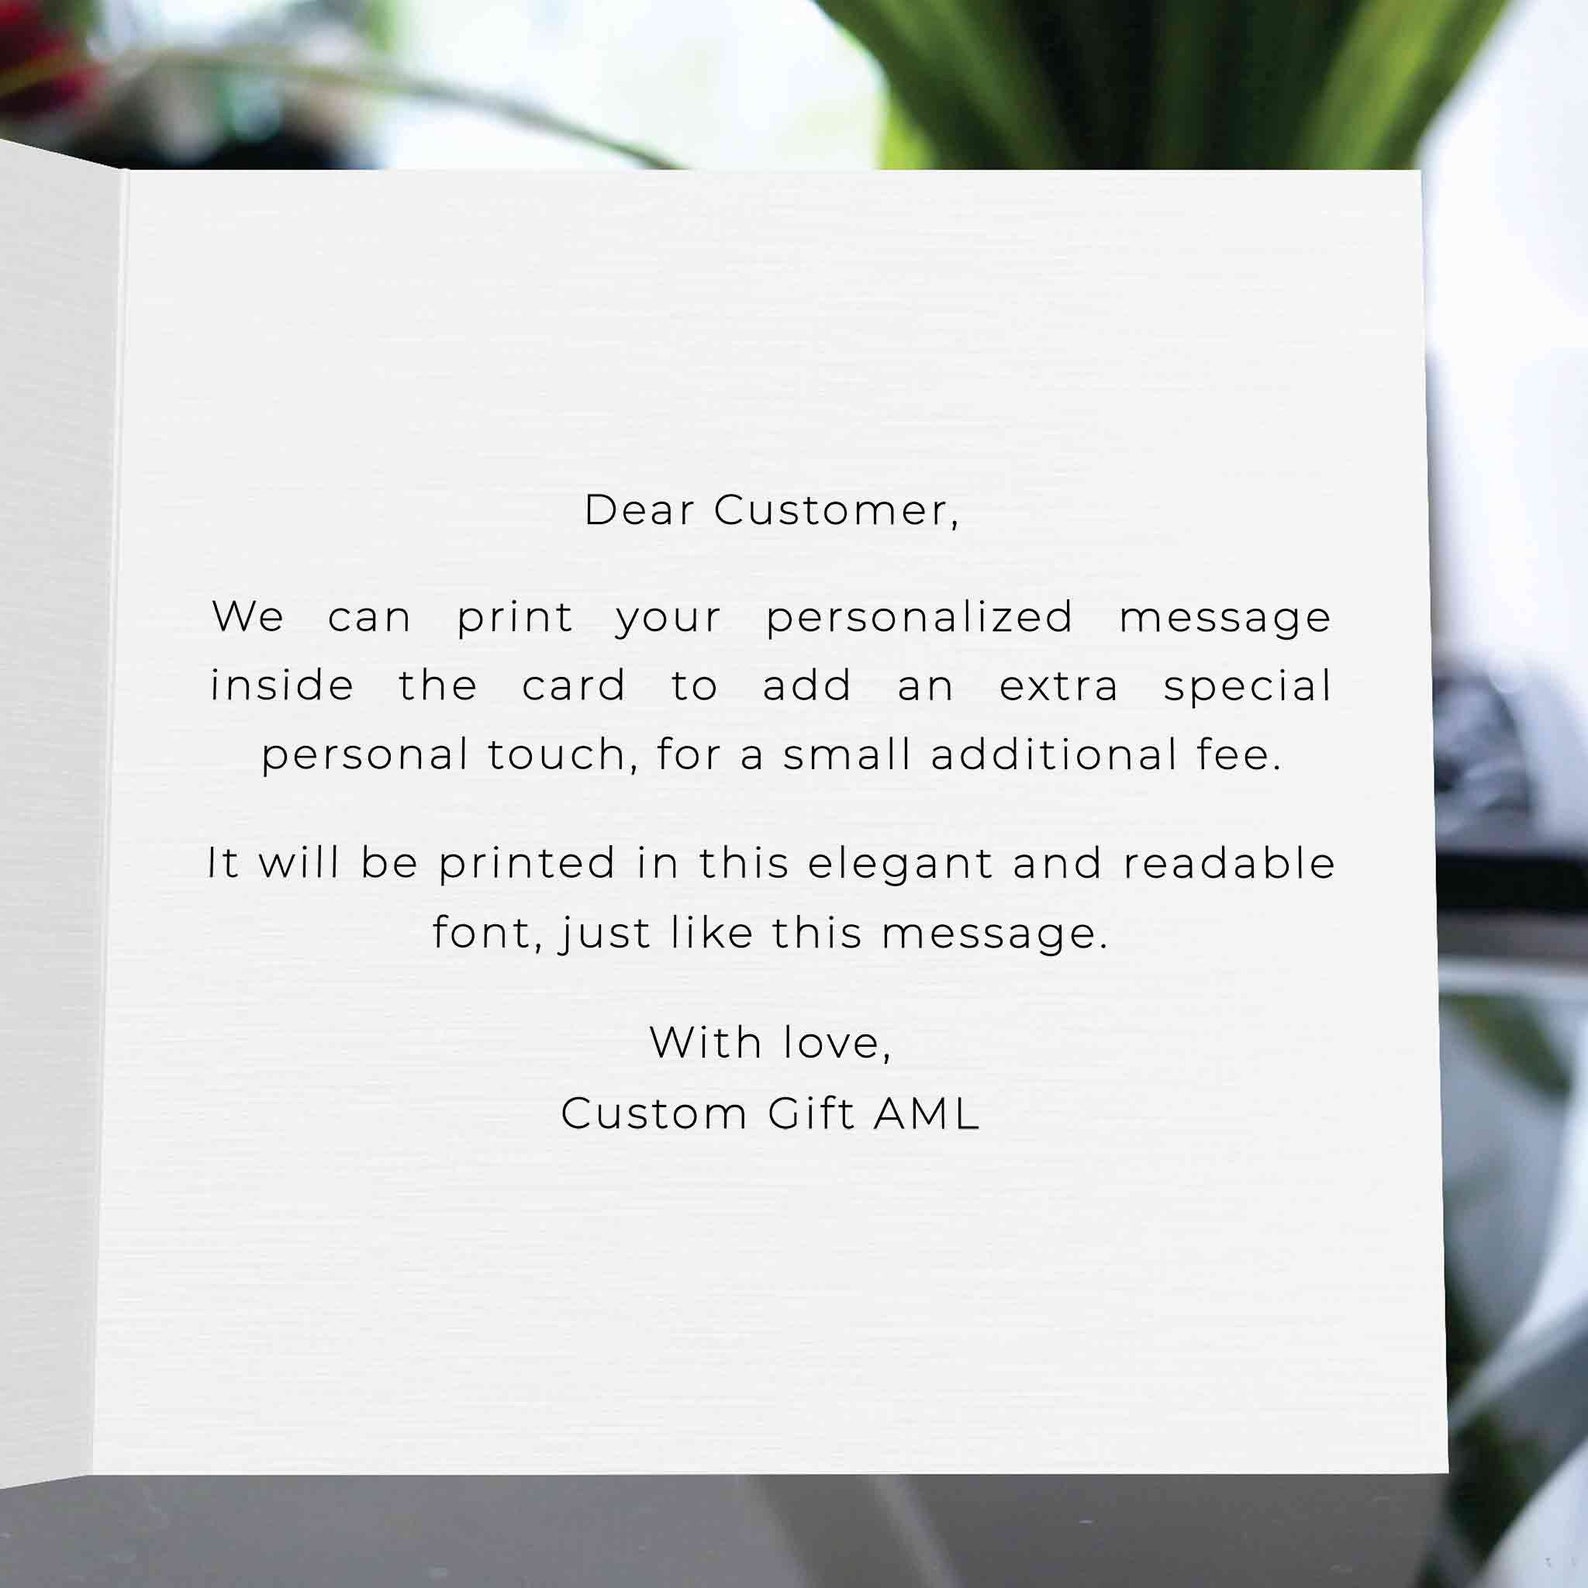 Dear Customer,
We can print your personalized message
inside the card to add an extra special
personal touch, for a small additional fee.
It will be printed in this elegant and readable
font, just like this message.
With love,
Custom Gift AML